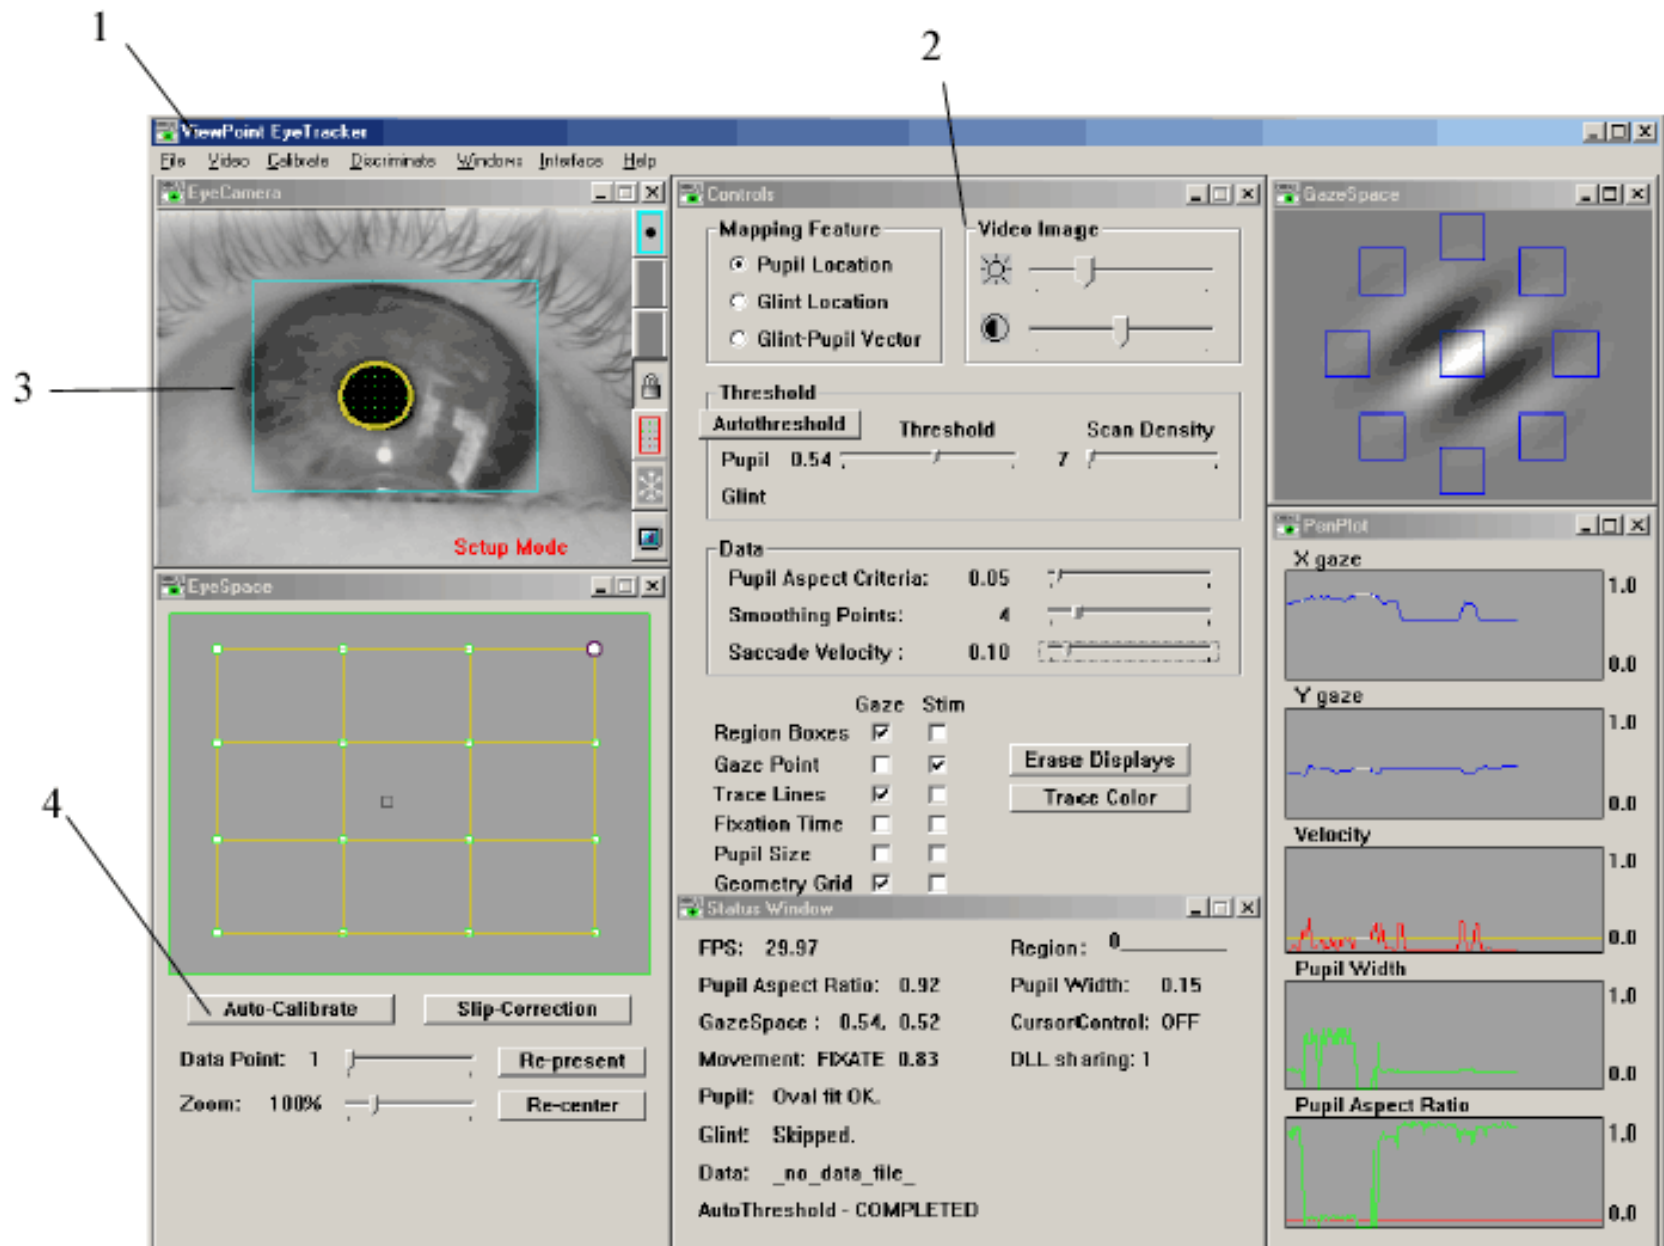 1
2
ViewPoint EyeTracker
File Video Calibrate Discriminate Windows Interface Help
EyeCamera
3
Setup Mode
EyeSpace
4
Auto-Calibrate Slip-Correction
Data Point: 1 Re-present
Zoom: 100% Re-center
Controls
Mapping Feature
Pupil Location
Glint Location
Glint-Pupil Vector
Video Image
Threshold
Autothreshold Threshold Scan Density
Pupil 0.54 7
Glint
Data
Pupil Aspect Criteria: 0.05
Smoothing Points: 4
Saccade Velocity : 0.10
Gaze Stim
Region Boxes
Gaze Point
Trace Lines
Fixation Time
Pupil Size
Geometry Grid
Erase Displays
Trace Color
Status Window
FPS: 29.97 Region: 0
Pupil Aspect Ratio: 0.92 Pupil Width: 0.15
GazeSpace : 0.54, 0.52 CursorControl: OFF
Movement: FIXATE 0.83 DLL sharing: 1
Pupil: Oval fit OK.
Glint: Skipped.
Data: _no_data_file_
AutoThreshold - COMPLETED
GazeSpace
PenPlot
X gaze
1.0
0.0
Y gaze
1.0
0.0
Velocity
1.0
0.0
Pupil Width
1.0
0.0
Pupil Aspect Ratio
1.0
0.0